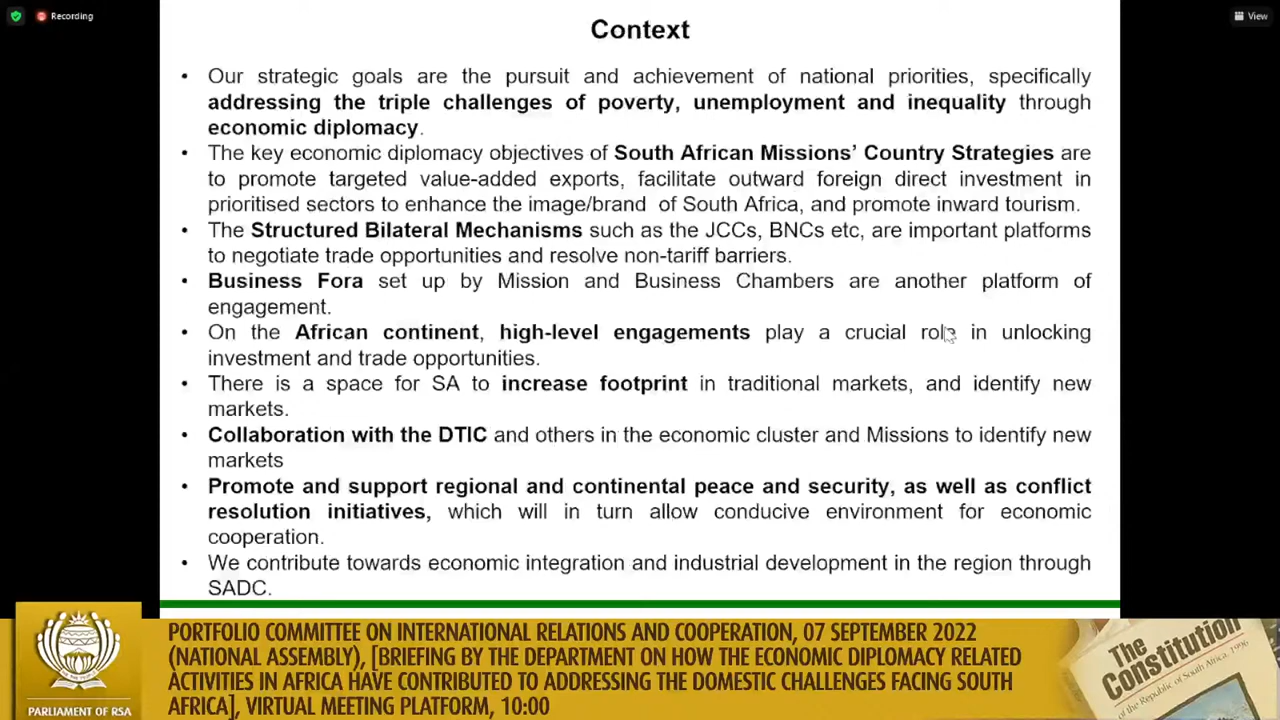 Recording
View
Context
• Our strategic goals are the pursuit and achievement of national priorities, specifically
addressing the triple challenges of poverty, unemployment and inequality through
economic diplomacy.
• The key economic diplomacy objectives of South African Missions’ Country Strategies are
to promote targeted value-added exports, facilitate outward foreign direct investment in
prioritised sectors to enhance the image/brand of South Africa, and promote inward tourism.
• The Structured Bilateral Mechanisms such as the JCCs, BNCs etc, are important platforms
to negotiate trade opportunities and resolve non-tariff barriers.
• Business Fora set up by Mission and Business Chambers are another platform of
engagement.
• On the African continent, high-level engagements play a crucial role in unlocking
investment and trade opportunities.
• There is a space for SA to increase footprint in traditional markets, and identify new
markets.
• Collaboration with the DTIC and others in the economic cluster and Missions to identify new
markets
• Promote and support regional and continental peace and security, as well as conflict
resolution initiatives, which will in turn allow conducive environment for economic
cooperation.
• We contribute towards economic integration and industrial development in the region through
SADC.
PORTFOLIO COMMITTEE ON INTERNATIONAL RELATIONS AND COOPERATION, 07 SEPTEMBER 2022
(NATIONAL ASSEMBLY), [BRIEFING BY THE DEPARTMENT ON HOW THE ECONOMIC DIPLOMACY RELATED
ACTIVITIES IN AFRICA HAVE CONTRIBUTED TO ADDRESSING THE DOMESTIC CHALLENGES FACING SOUTH
AFRICA], VIRTUAL MEETING PLATFORM, 10:00
PARLIAMENT OF RSA
The
Constitution
of the Republic of South Africa, 1996